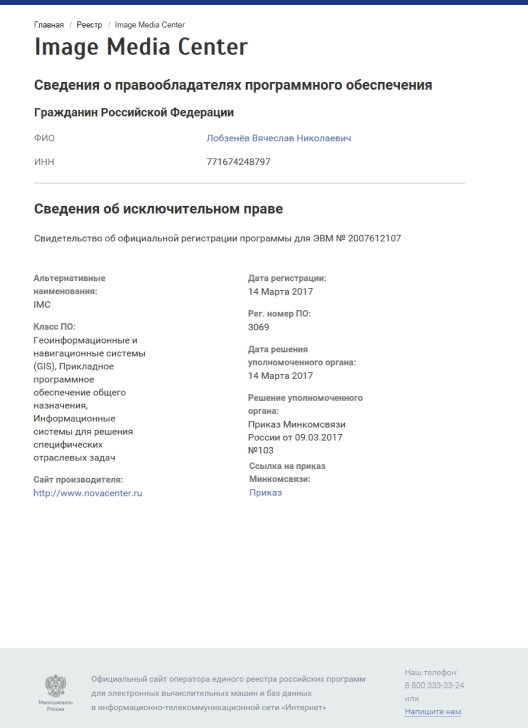 Главная / Реестр / Image Media Center
Image Media Center
Сведения о правообладателях программного обеспечения
Гражданин Российской Федерации
ФИО Лобзенёв Вячеслав Николаевич
ИНН 771674248797
Сведения об исключительном праве
Свидетельство об официальной регистрации программы для ЭВМ № 2007612107
Альтернативные
наименования:
IMC
Класс ПО:
Геоинформационные и
навигационные системы
(GIS), Прикладное
программное
обеспечение общего
назначения,
Информационные
системы для решения
специфических
отраслевых задач
Сайт производителя:
http://www.novacenter.ru
Дата регистрации:
14 Марта 2017
Рег. номер ПО:
3069
Дата решения
уполномоченного органа:
14 Марта 2017
Решение уполномоченного
органа:
Приказ Минкомсвязи
России от 09.03.2017
№103
Ссылка на приказ
Минкомсвязи:
Приказ
Минкомсвязь
России
Официальный сайт оператора единого реестра российских программ
для электронных вычислительных машин и баз данных
в информационно-телекоммуникационной сети «Интернет»
Наш телефон:
8 800 333-33-24
или
Напишите нам